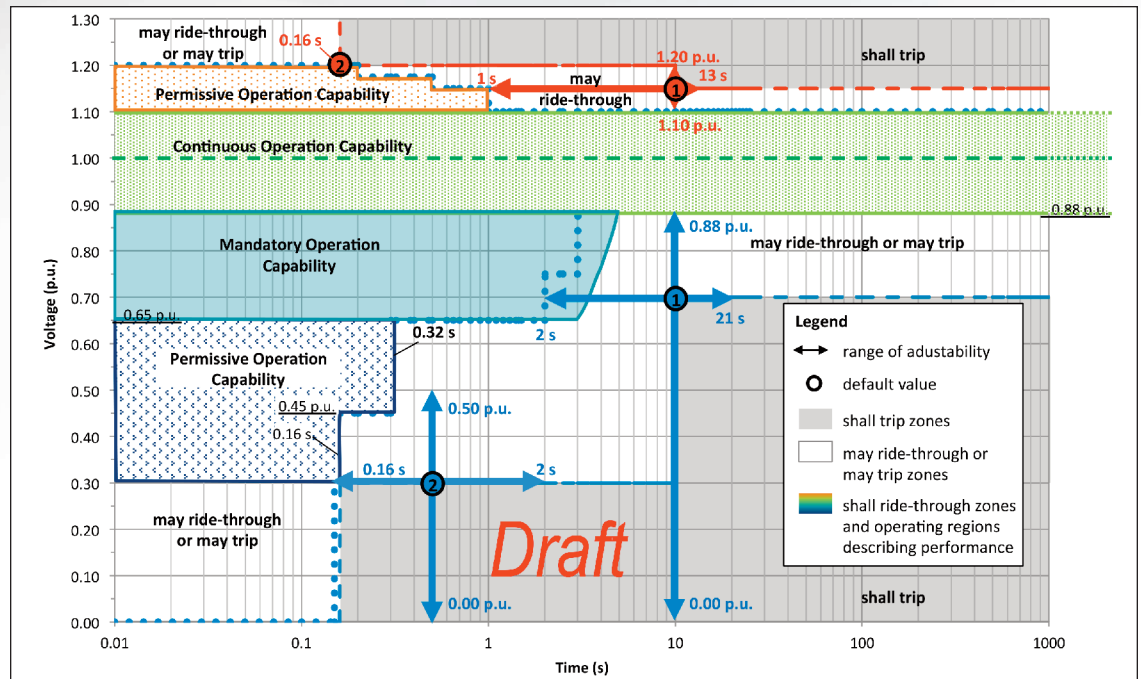 1.30
1.20
1.10
1.00
0.90
0.80
0.70
0.60
0.50
0.40
0.30
0.20
0.10
0.00
Voltage (p.u.)
may ride-through
or may trip
0.16 s
2
1.20 p.u.
shall trip
Permissive Operation Capability
1 s
may
ride-through
1
13 s
1.10 p.u.
Continuous Operation Capability
0.88 p.u.
Mandatory Operation
Capability
0.88 p.u.
may ride-through or may trip
1
21 s
2 s
0.65 p.u.
0.32 s
Permissive Operation
Capability
0.45 p.u.
0.16 s
0.50 p.u.
0.16 s
2 s
2
may ride-through
or may trip
Draft
0.00 p.u.
0.00 p.u.
shall trip
Legend
range of adustability
default value
shall trip zones
may ride-through or
may trip zones
shall ride-through zones
and operating regions
describing performance
0.01
0.1
1
10
100
1000
Time (s)